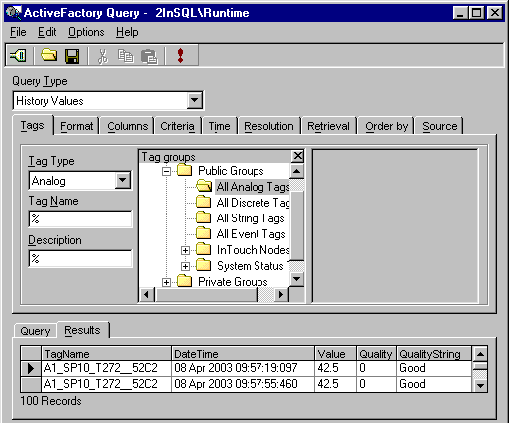 ActiveFactory Query - 2InSQL\Runtime
File Edit Options Help
Query Type
History Values
Tags Format Columns Criteria Time Resolution Retrieval Order by Source
Tag Type
Analog
Tag Name
%
Description
%
Tag groups
Public Groups
All Analog Tags
All Discrete Tag
All String Tags
All Event Tags
InTouch Nodes
System Status
Private Groups
Query Results
TagName DateTime Value Quality QualityString
A1_SP10_T272__52C2 08 Apr 2003 09:57:19:097 42.5 0 Good
A1_SP10_T272__52C2 08 Apr 2003 09:57:55:460 42.5 0 Good
100 Records